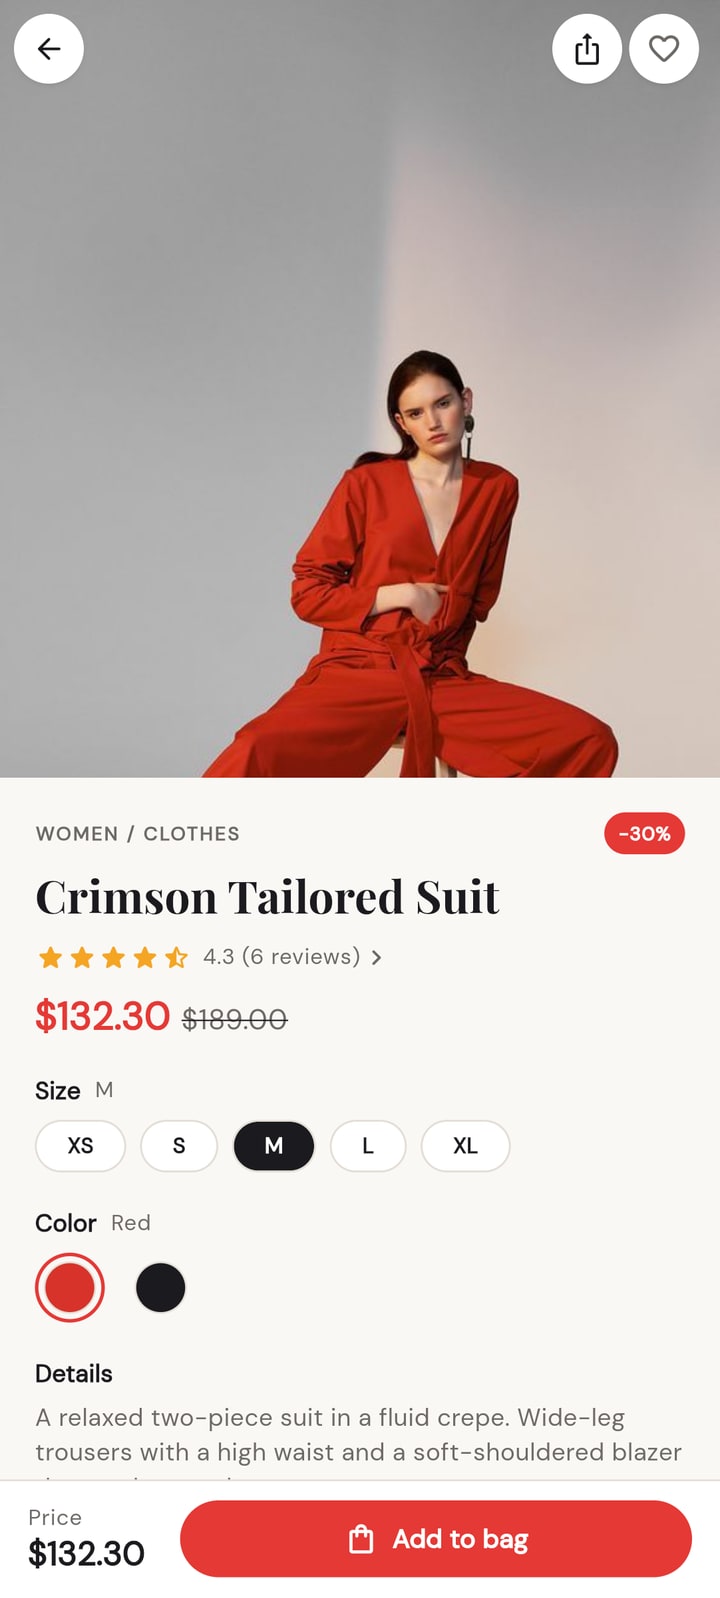 WOMEN / CLOTHES
-30%
Crimson Tailored Suit
4.3 (6 reviews)
$132.30 $189.00
Size M
XS S M L XL
Color Red
Details
A relaxed two-piece suit in a fluid crepe. Wide-leg
trousers with a high waist and a soft-shouldered blazer
Price
$132.30
Add to bag